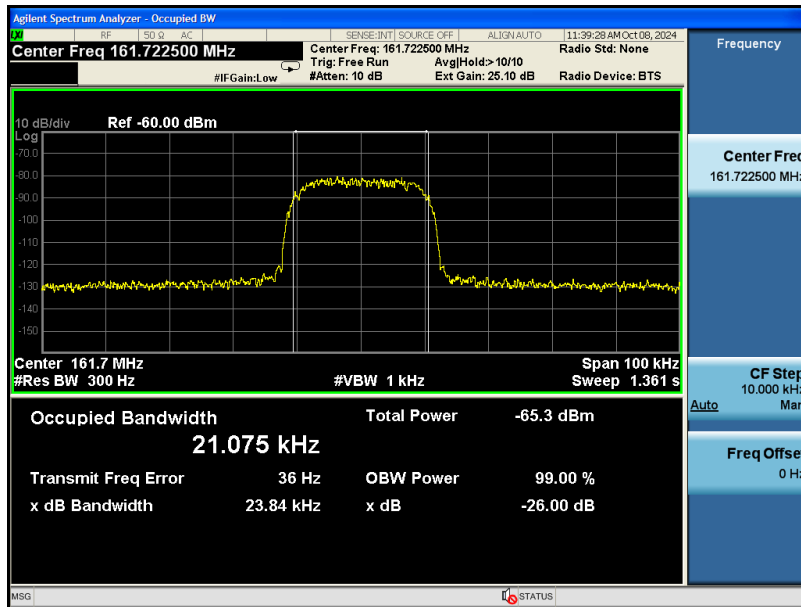 Agilent Spectrum Analyzer - Occupied BW
LXI RF 50 Ω AC SENSE:INT SOURCE OFF ALIGN AUTO 11:39:28 AM Oct 08, 2024
Center Freq 161.722500 MHz
Center Freq: 161.722500 MHz
Radio Std: None
Trig: Free Run
Avg|Hold:>10/10
#IFGain:Low
#Atten: 10 dB
Ext Gain: 25.10 dB
Radio Device: BTS
10 dB/div
Ref -60.00 dBm
Log
-70.0
-80.0
-90.0
-100
-110
-120
-130
-140
-150
Center 161.7 MHz
Span 100 kHz
#Res BW 300 Hz
#VBW 1 kHz
Sweep 1.361 s
Occupied Bandwidth
Total Power
-65.3 dBm
21.075 kHz
Transmit Freq Error
36 Hz
OBW Power
99.00 %
x dB Bandwidth
23.84 kHz
x dB
-26.00 dB
Frequency
Center Freq
161.722500 MHz
CF Step
10.000 kHz
Auto
Man
Freq Offset
0 Hz
MSG
STATUS